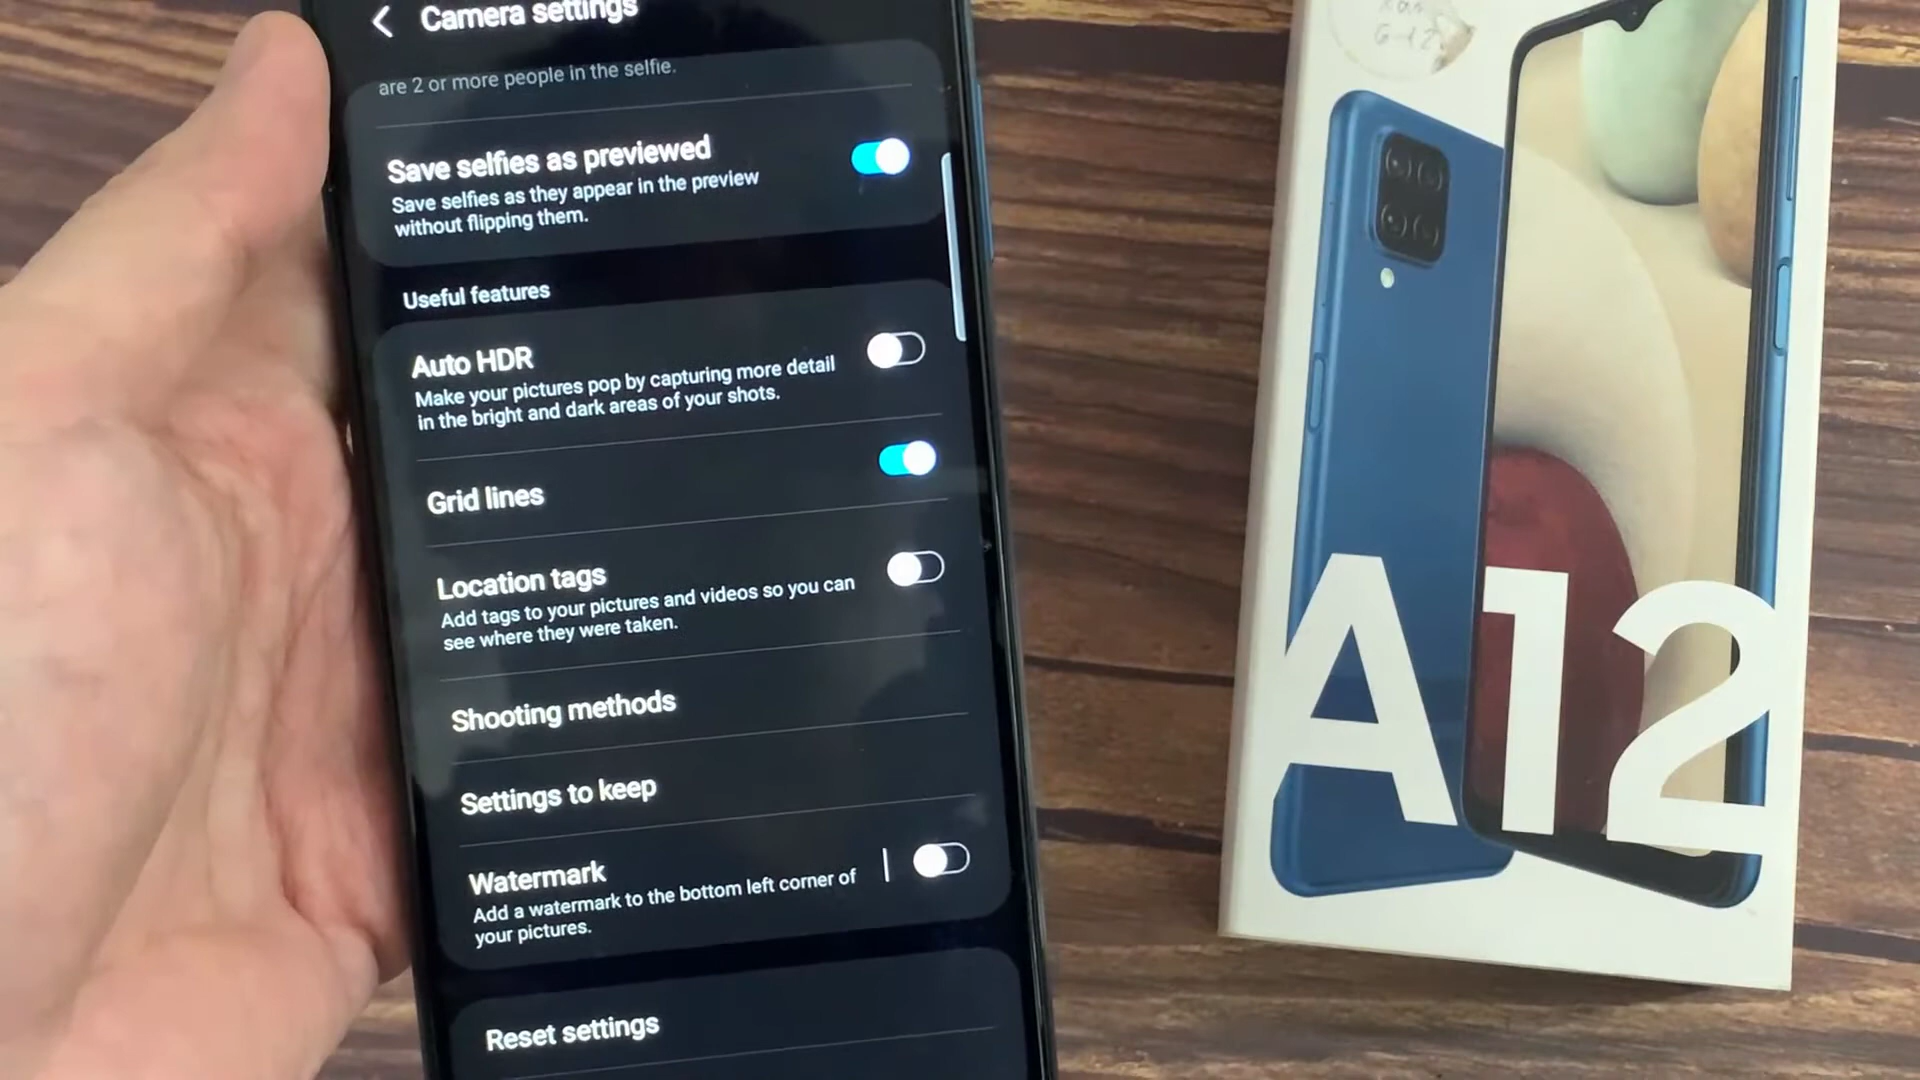 Camera settings
are 2 or more people in the selfie.
Save selfies as previewed
Save selfies as they appear in the preview
without flipping them.
Useful features
Auto HDR
Make your pictures pop by capturing more detail
in the bright and dark areas of your shots.
Grid lines
Location tags
Add tags to your pictures and videos so you can
see where they were taken.
Shooting methods
Settings to keep
Watermark
Add a watermark to the bottom left corner of
your pictures.
Reset settings
A12